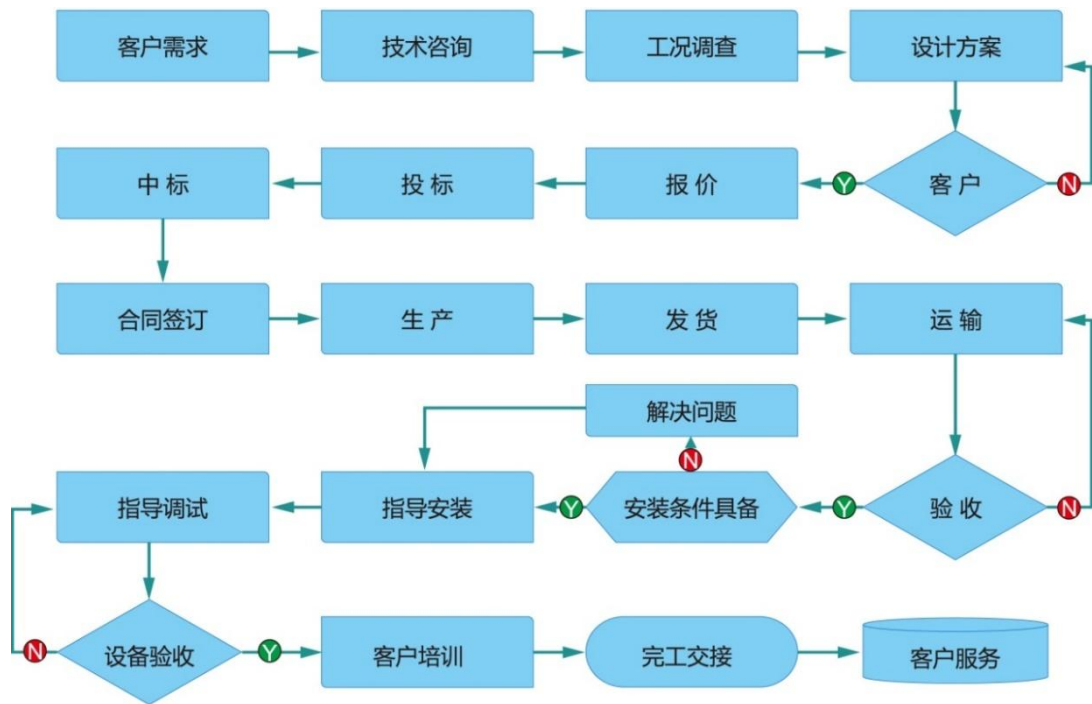 客户需求
技术咨询
工况调查
设计方案
中 标
投 标
报 价
Y
客 户
N
合同签订
生 产
发 货
运 输
解决问题
N
指导调试
指导安装
Y
安装条件具备
Y
验 收
N
N
设备验收
Y
客户培训
完工交接
客户服务